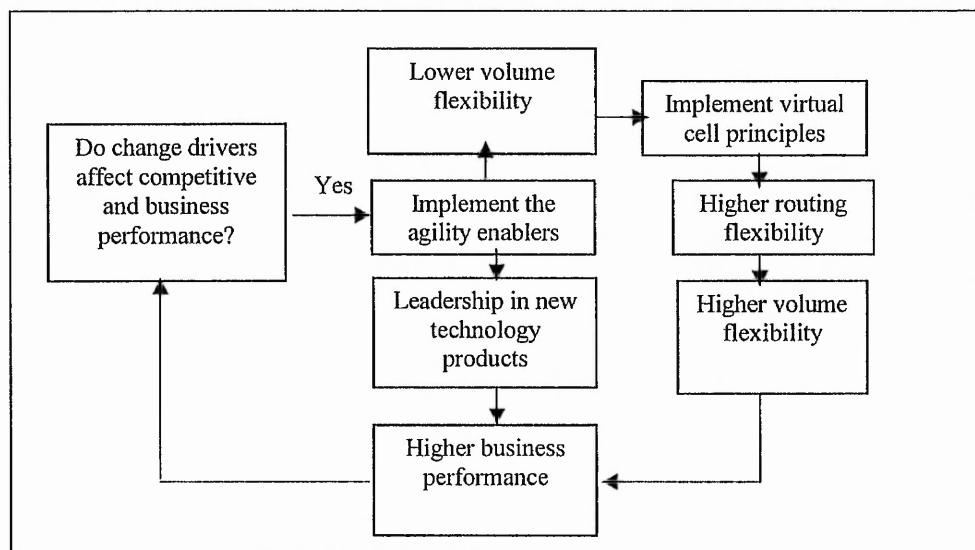 Do change drivers
affect competitive
and business
performance?
Yes
Lower volume
flexibility
Implement the
agility enablers
Leadership in new
technology
products
Higher business
performance
Implement virtual
cell principles
Higher routing
flexibility
Higher volume
flexibility